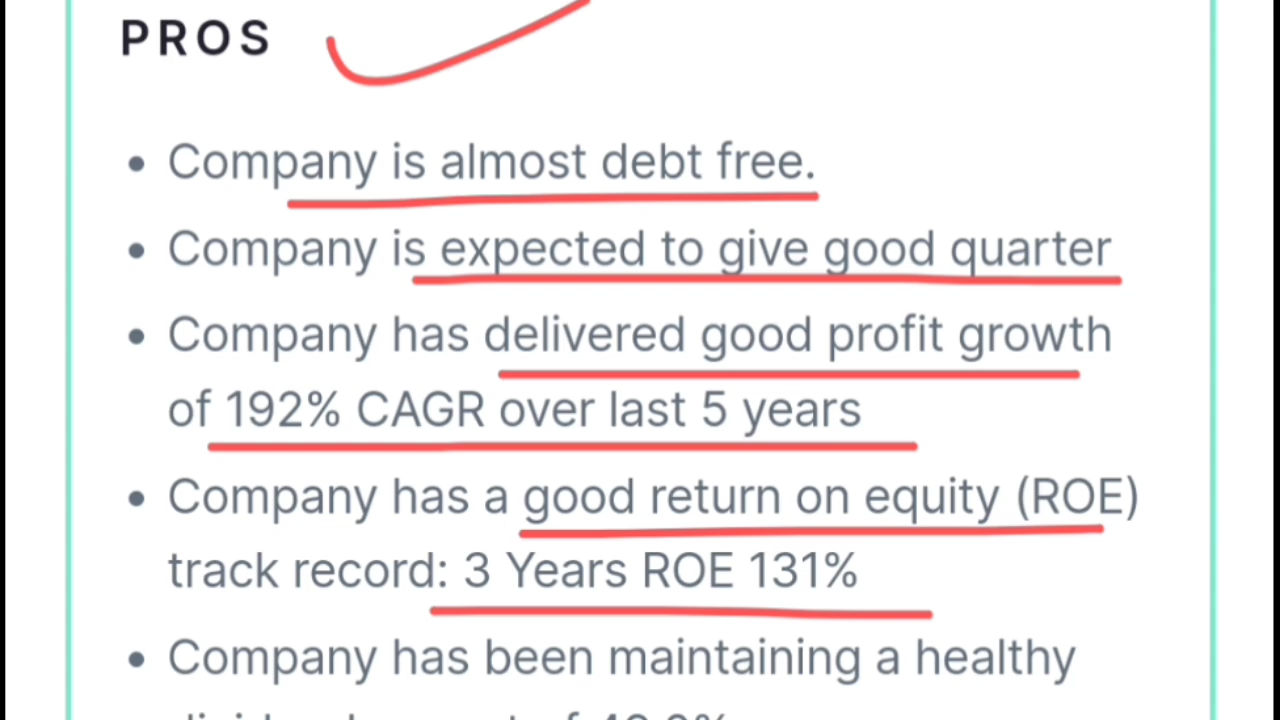 PROS
Company is almost debt free.
Company is expected to give good quarter
Company has delivered good profit growth
of 192% CAGR over last 5 years
Company has a good return on equity (ROE)
track record: 3 Years ROE 131%
Company has been maintaining a healthy